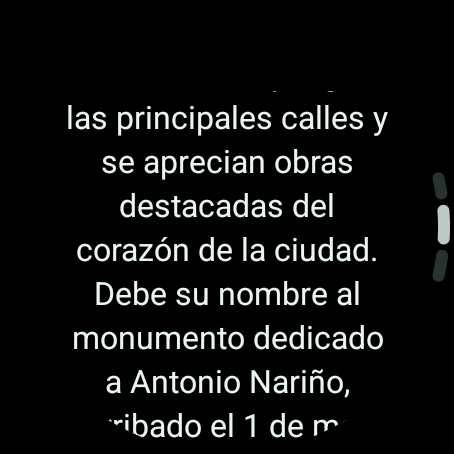 las principales calles y
se aprecian obras
destacadas del
corazón de la ciudad.
Debe su nombre al
monumento dedicado
a Antonio Nariño,
el 1 de